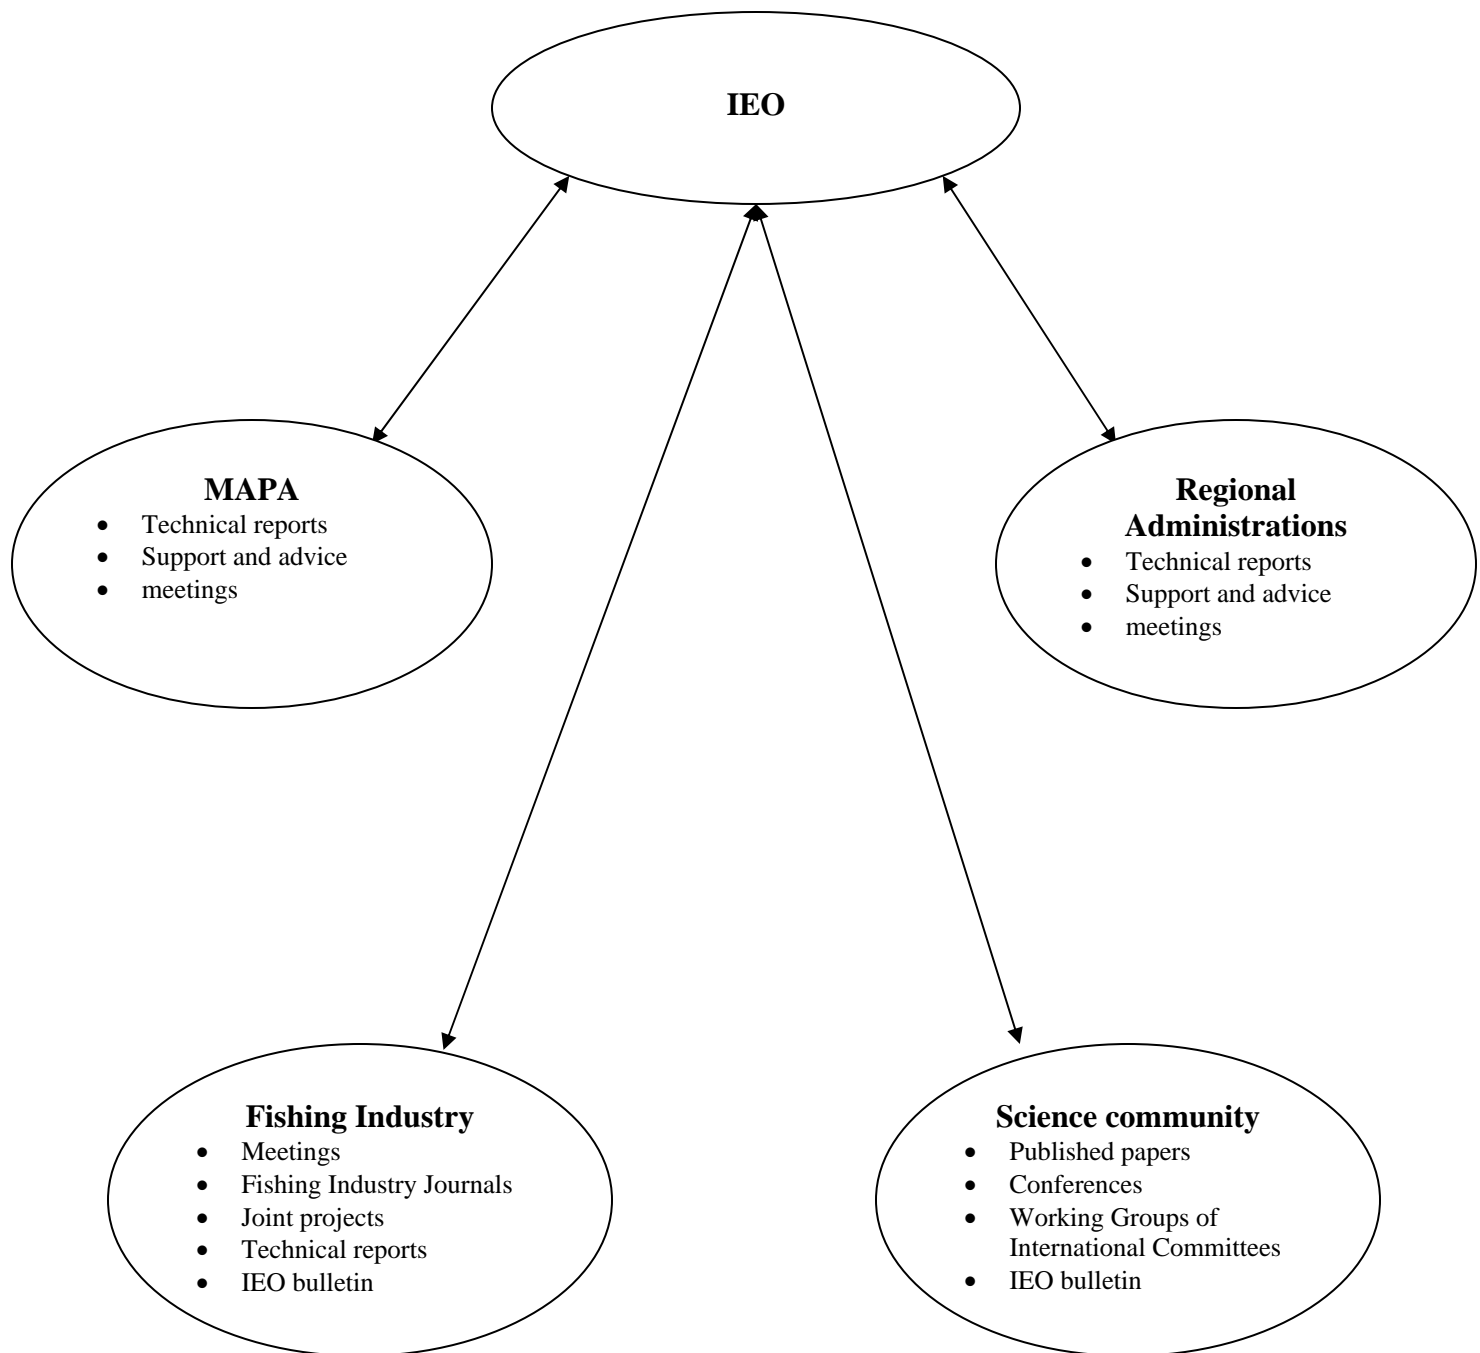 IEO
MAPA
• Technical reports
• Support and advice
• meetings
Regional
Administrations
• Technical reports
• Support and advice
• meetings
Fishing Industry
• Meetings
• Fishing Industry Journals
• Joint projects
• Technical reports
• IEO bulletin
Science community
• Published papers
• Conferences
• Working Groups of
International Committees
• IEO bulletin